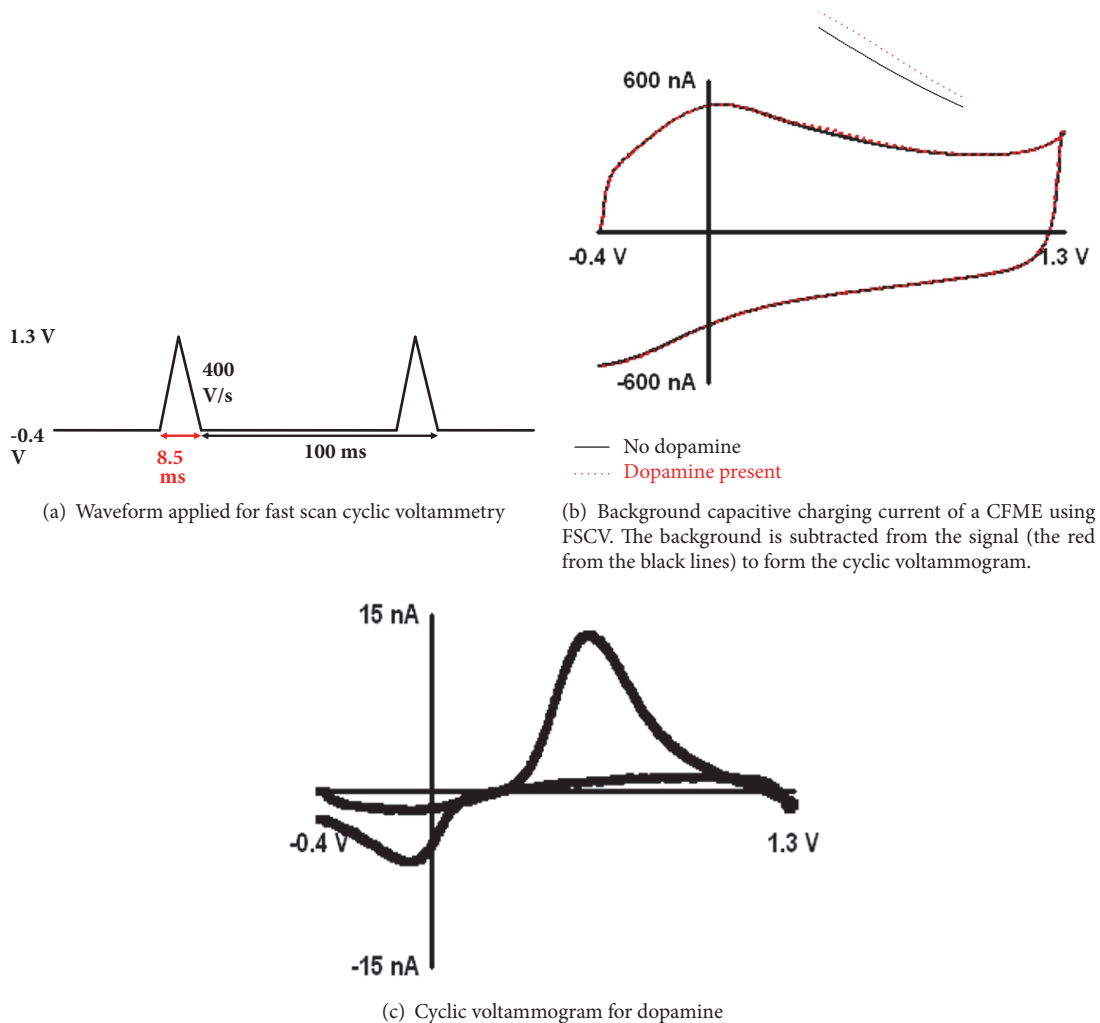 1.3 V
400
V/s
-0.4
V
8.5
ms
100 ms
(a) Waveform applied for fast scan cyclic voltammetry
600 nA
-0.4 V
1.3 V
-600 nA
No dopamine
Dopamine present
(b) Background capacitive charging current of a CFME using
FSCV. The background is subtracted from the signal (the red
from the black lines) to form the cyclic voltammogram.
15 nA
-0.4 V
1.3 V
-15 nA
(c) Cyclic voltammogram for dopamine